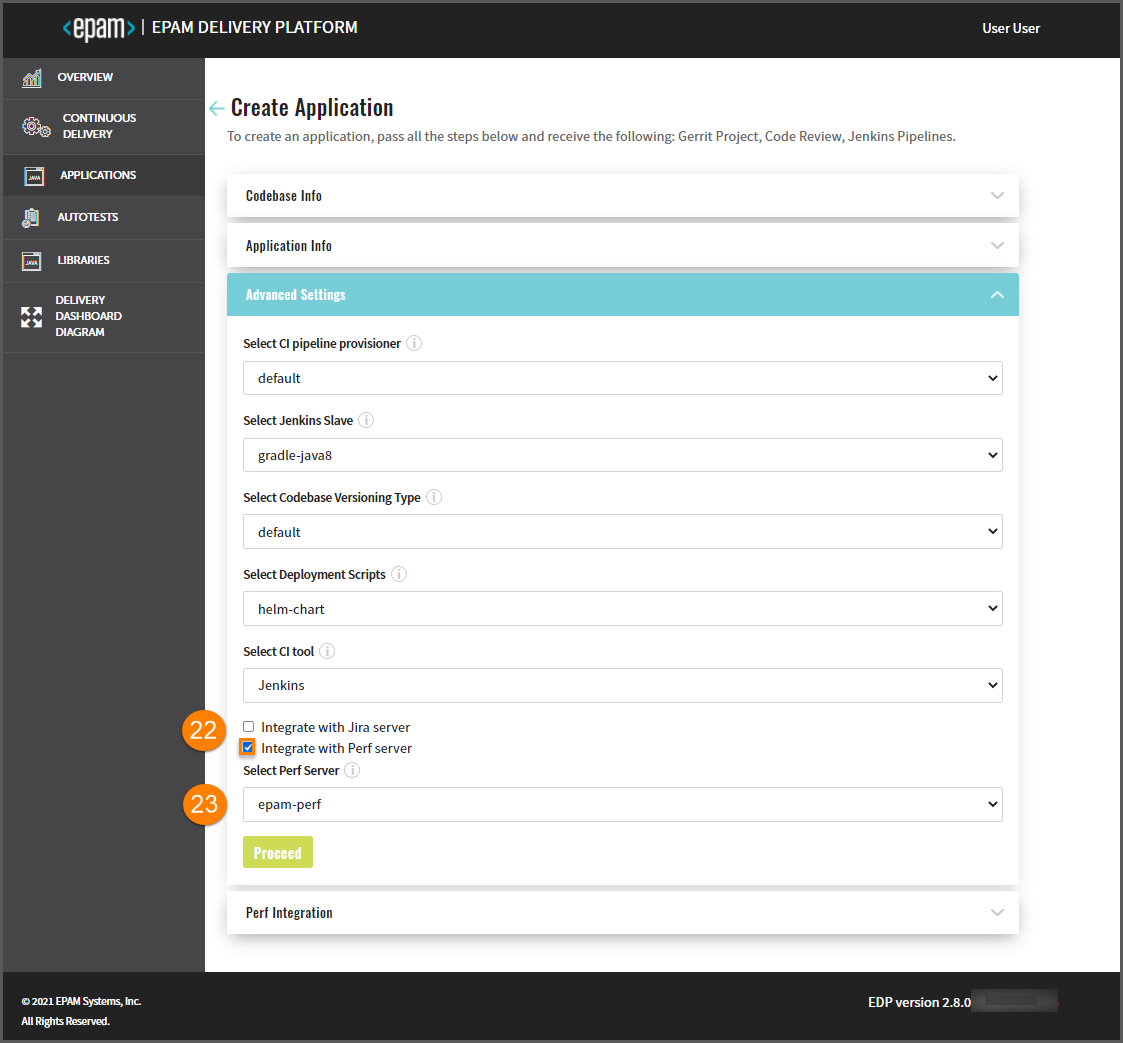 <epam> | EPAM DELIVERY PLATFORM
User User
OVERVIEW
CONTINUOUS
DELIVERY
JAVA
APPLICATIONS
AUTOTESTS
JAVA
LIBRARIES
DELIVERY
DASHBOARD
DIAGRAM
Create Application
To create an application, pass all the steps below and receive the following: Gerrit Project, Code Review, Jenkins Pipelines.
Codebase Info
Application Info
Advanced Settings
Select CI pipeline provisioner
default
Select Jenkins Slave
gradle-java8
Select Codebase Versioning Type
default
Select Deployment Scripts
helm-chart
Select CI tool
Jenkins
22
Integrate with Jira server
Integrate with Perf server
Select Perf Server
23
epam-perf
Proceed
Perf Integration
© 2021 EPAM Systems, Inc.
All Rights Reserved.
EDP version 2.8.0